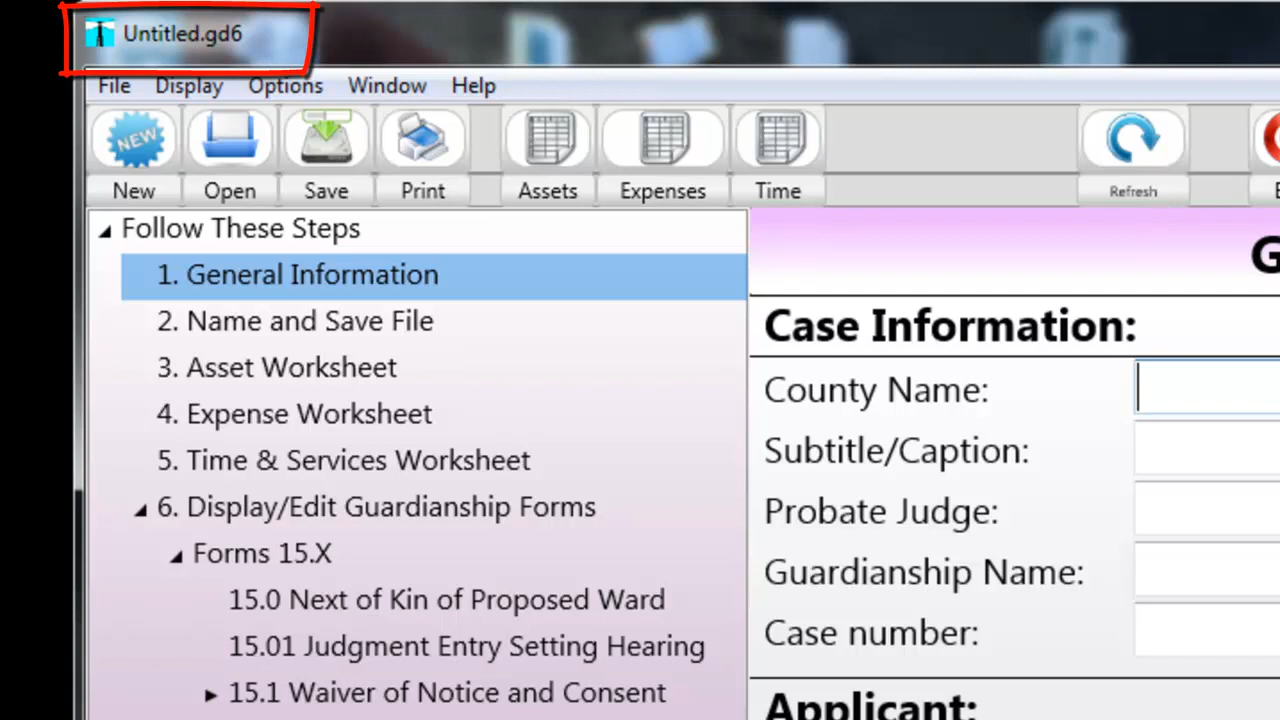 Untitled.gd6
File Display Options Window Help
New Open Save Print Assets Expenses Time Refresh
Follow These Steps
1. General Information
2. Name and Save File
3. Asset Worksheet
4. Expense Worksheet
5. Time & Services Worksheet
6. Display/Edit Guardianship Forms
Forms 15.X
15.0 Next of Kin of Proposed Ward
15.01 Judgment Entry Setting Hearing
15.1 Waiver of Notice and Consent
Case Information:
County Name:
Subtitle/Caption:
Probate Judge:
Guardianship Name:
Case number:
Applicant: